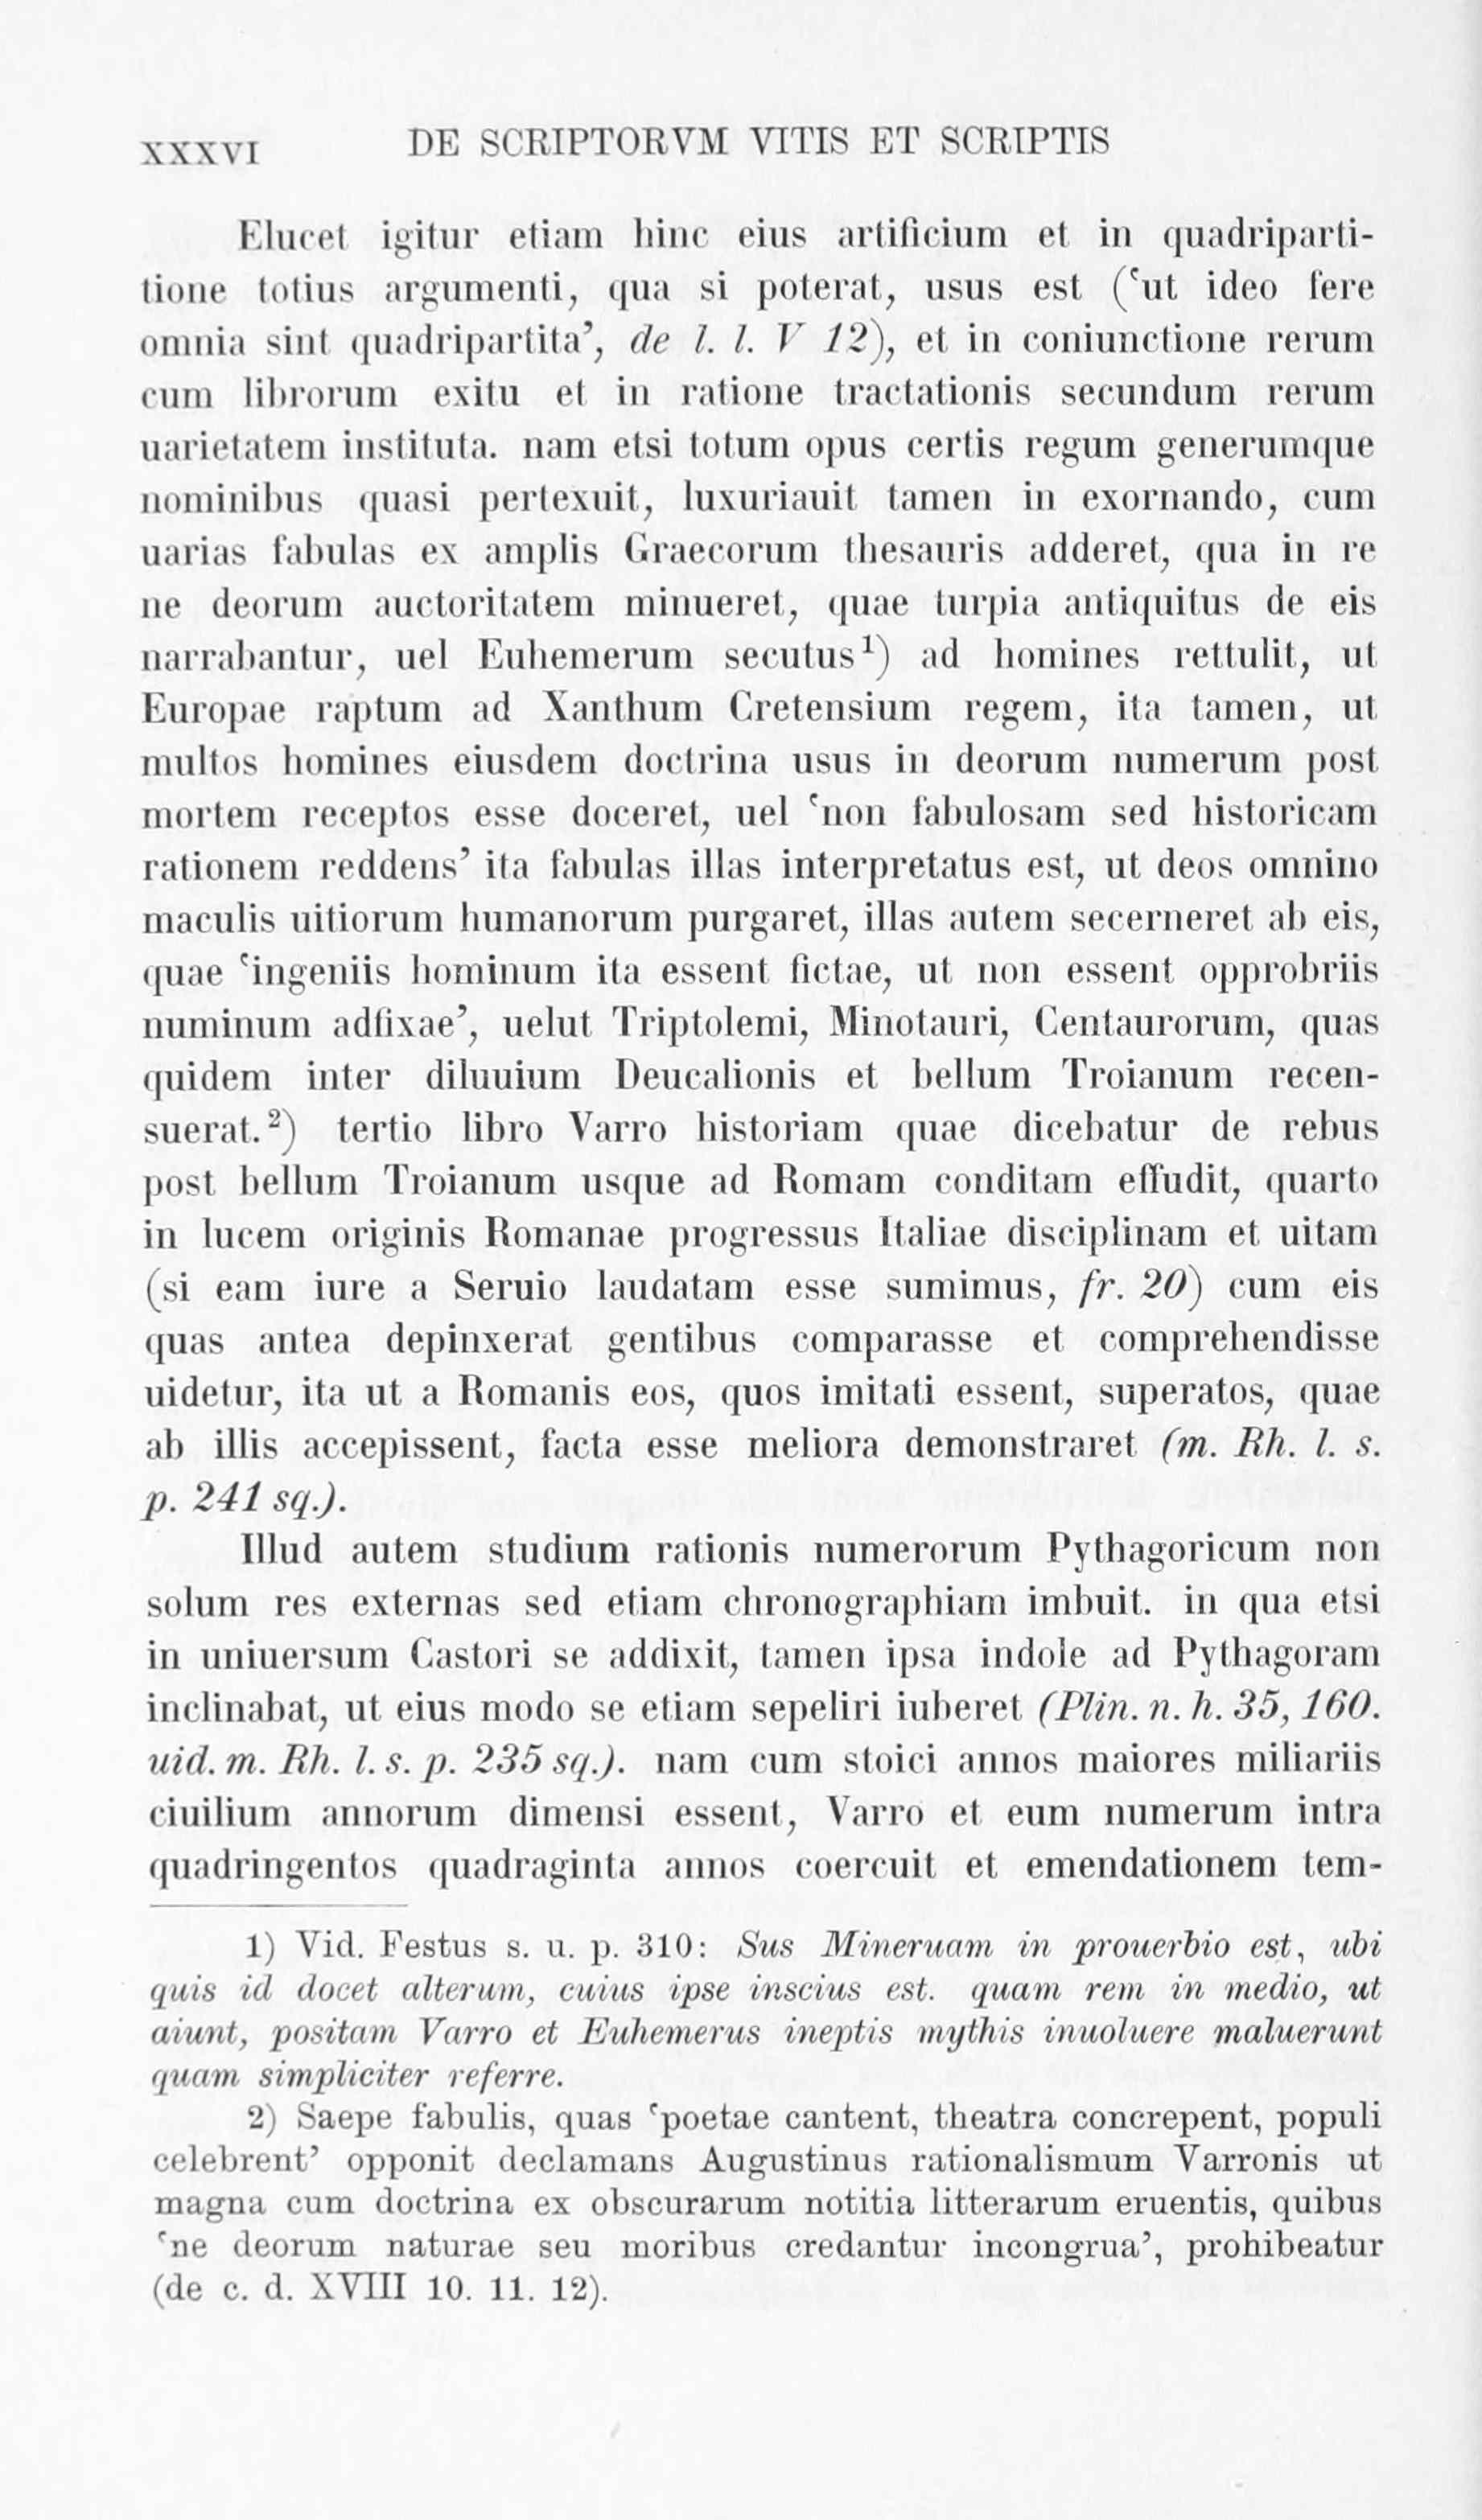 XXXVI DE SCRIPTORVM VITIS ET SCRIPTIS
Elucet igitur etiam hinc eius artificium et in quadriparti-
tione totius argumenti, qua si poterat, usus est (‘ut ideo fere
omnia sint quadripartita’, de l. l. V 12), et in coniunctione rerum
cum librorum exitu et in ratione tractationis secundum rerum
uarietatem instituta. nam etsi totum opus certis regum generumque
nominibus quasi pertexuit, luxuriauit tamen in exornando, cum
uarias fabulas ex amplis Graecorum thesauris adderet, qua in re
ne deorum auctoritatem minueret, quae turpia antiquitus de eis
narrabantur, uel Euhemerum secutus¹) ad homines rettulit, ut
Europae raptum ad Xanthum Cretensium regem, ita tamen, ut
multos homines eiusdem doctrina usus in deorum numerum post
mortem receptos esse doceret, uel ‘non fabulosam sed historicam
rationem reddens’ ita fabulas illas interpretatus est, ut deos omnino
maculis uitiorum humanorum purgaret, illas autem secerneret ab eis,
quae ‘ingeniis hominum ita essent fictae, ut non essent opprobriis
numinum adfixae’, uelut Triptolemi, Minotauri, Centaurorum, quas
quidem inter diluuium Deucalionis et bellum Troianum recen-
suerat.²) tertio libro Varro historiam quae dicebatur de rebus
post bellum Troianum usque ad Romam conditam effudit, quarto
in lucem originis Romanae progressus Italiae disciplinam et uitam
(si eam iure a Seruio laudatam esse sumimus, fr. 20) cum eis
quas antea depinxerat gentibus comparasse et comprehendisse
uidetur, ita ut a Romanis eos, quos imitati essent, superatos, quae
ab illis accepissent, facta esse meliora demonstraret (m. Rh. l. s.
p. 241 sq.).
Illud autem studium rationis numerorum Pythagoricum non
solum res externas sed etiam chronographiam imbuit. in qua etsi
in uniuersum Castori se addixit, tamen ipsa indole ad Pythagoram
inclinabat, ut eius modo se etiam sepeliri iuberet (Plin. n. h. 35, 160.
uid. m. Rh. l. s. p. 235 sq.). nam cum stoici annos maiores miliariis
ciuilium annorum dimensi essent, Varro et eum numerum intra
quadringentos quadraginta annos coercuit et emendationem tem-
1) Vid. Festus s. u. p. 310: Sus Mineruam in prouerbio est, ubi
quis id docet alterum, cuius ipse inscius est. quam rem in medio, ut
aiunt, positam Varro et Euhemerus ineptis mythis inuoluere maluerunt
quam simpliciter referre.
2) Saepe fabulis, quas ‘poetae cantent, theatra concrepent, populi
celebrent’ opponit declamans Augustinus rationalismum Varronis ut
magna cum doctrina ex obscurarum notitia litterarum eruentis, quibus
‘ne deorum naturae seu moribus credantur incongrua’, prohibeatur
(de c. d. XVIII 10. 11. 12).